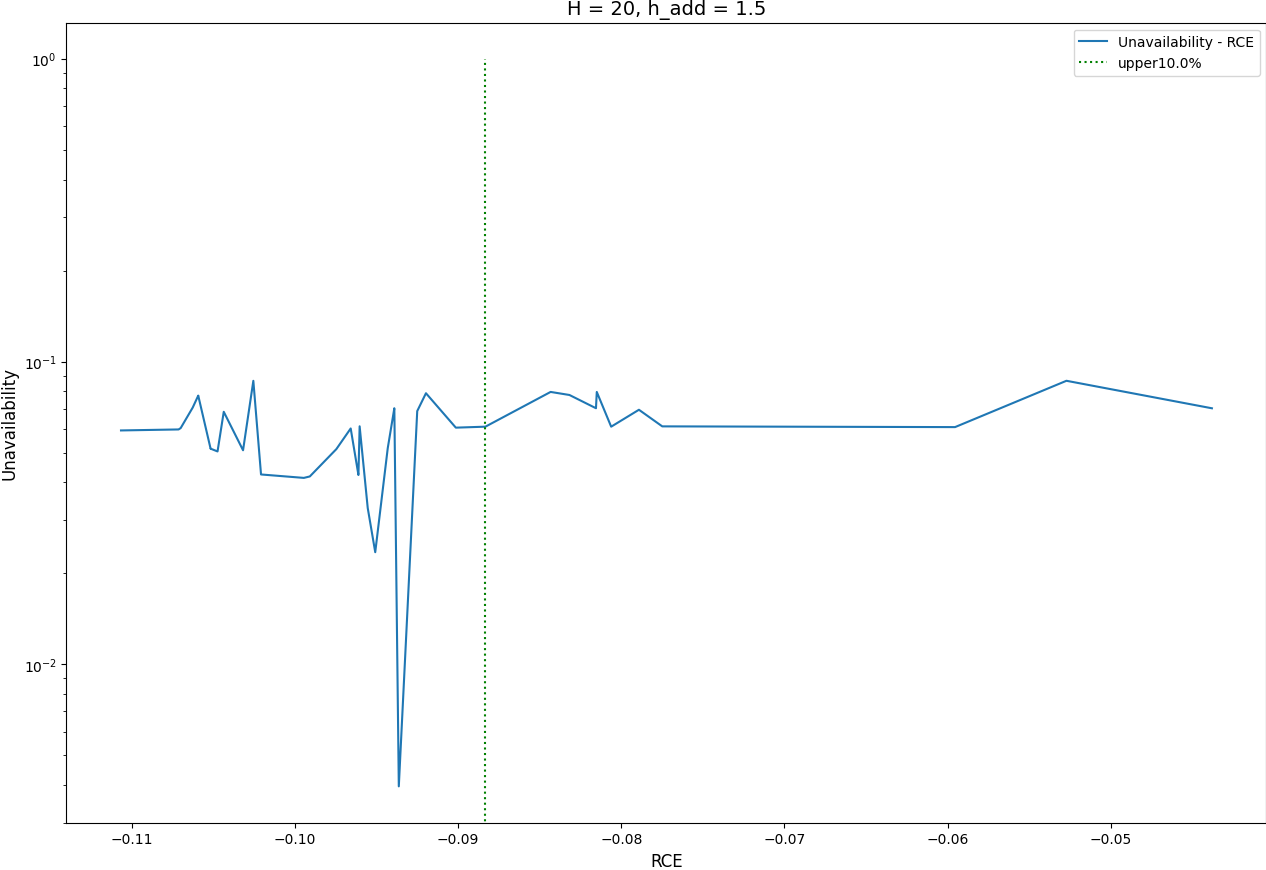 H = 20, h_add = 1.5
Unavailability - RCE
upper10.0%
10⁰
10⁻¹
10⁻²
Unavailability
−0.11 −0.10 −0.09 −0.08 −0.07 −0.06 −0.05
RCE